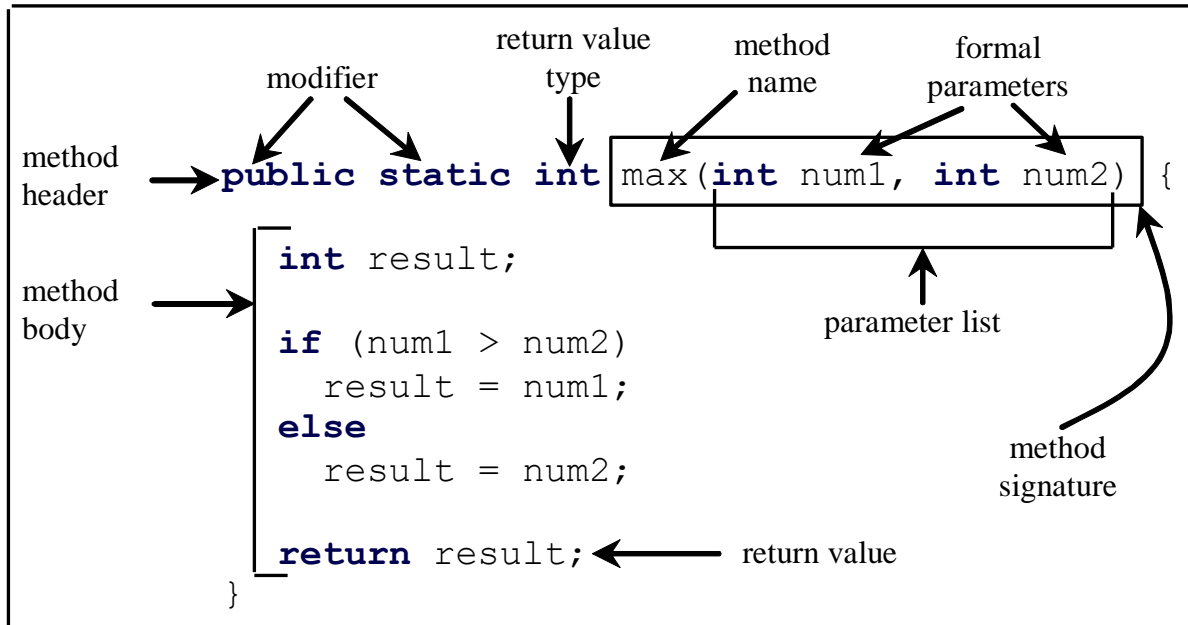 return value
type
method
name
formal
parameters
modifier
method
header
public static int max(int num1, int num2) {
int result;
method
body
parameter list
if (num1 > num2)
result = num1;
else
result = num2;
method
signature
return result;
return value
}